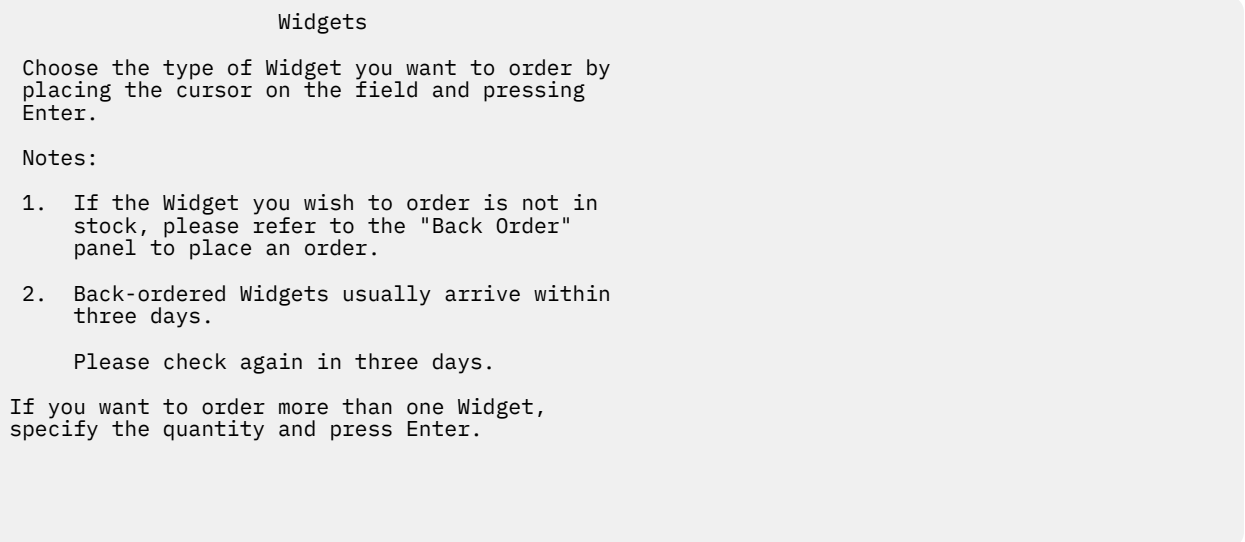 Widgets
Choose the type of Widget you want to order by
placing the cursor on the field and pressing
Enter.
Notes:
1. If the Widget you wish to order is not in
stock, please refer to the "Back Order"
panel to place an order.
2. Back-ordered Widgets usually arrive within
three days.
Please check again in three days.
If you want to order more than one Widget,
specify the quantity and press Enter.